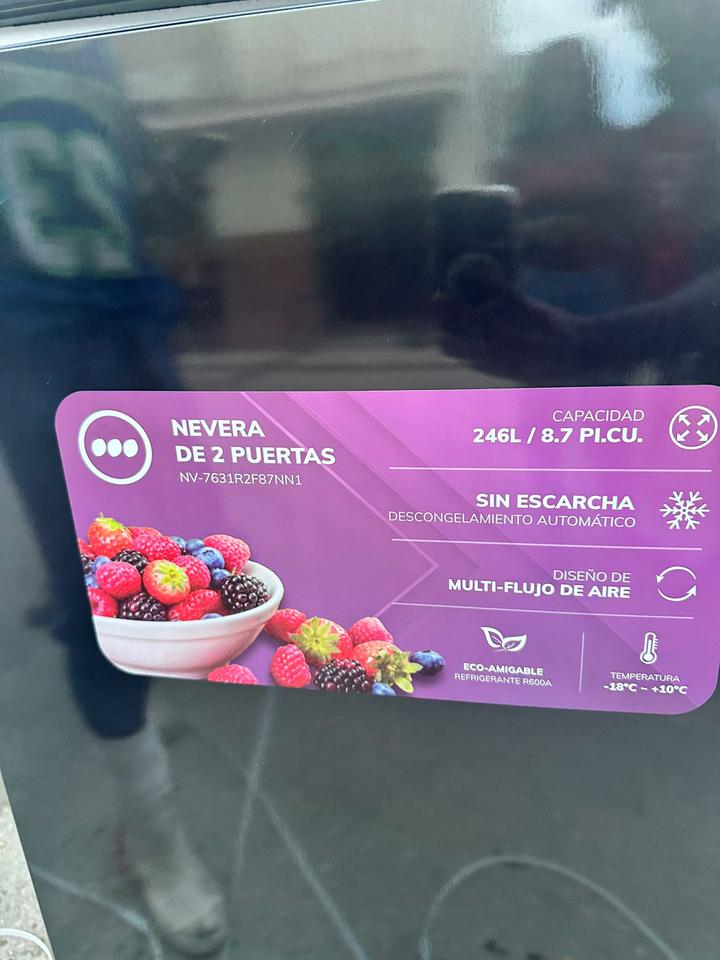 NEVERA
DE 2 PUERTAS
NV-7631R2F87NN1
CAPACIDAD
246L / 8.7 PI.CU.
SIN ESCARCHA
DESCONGELAMIENTO AUTOMÁTICO
DISEÑO DE
MULTI-FLUJO DE AIRE
ECO-AMIGABLE
REFRIGERANTE R600A
TEMPERATURA
-18°C ~ +10°C